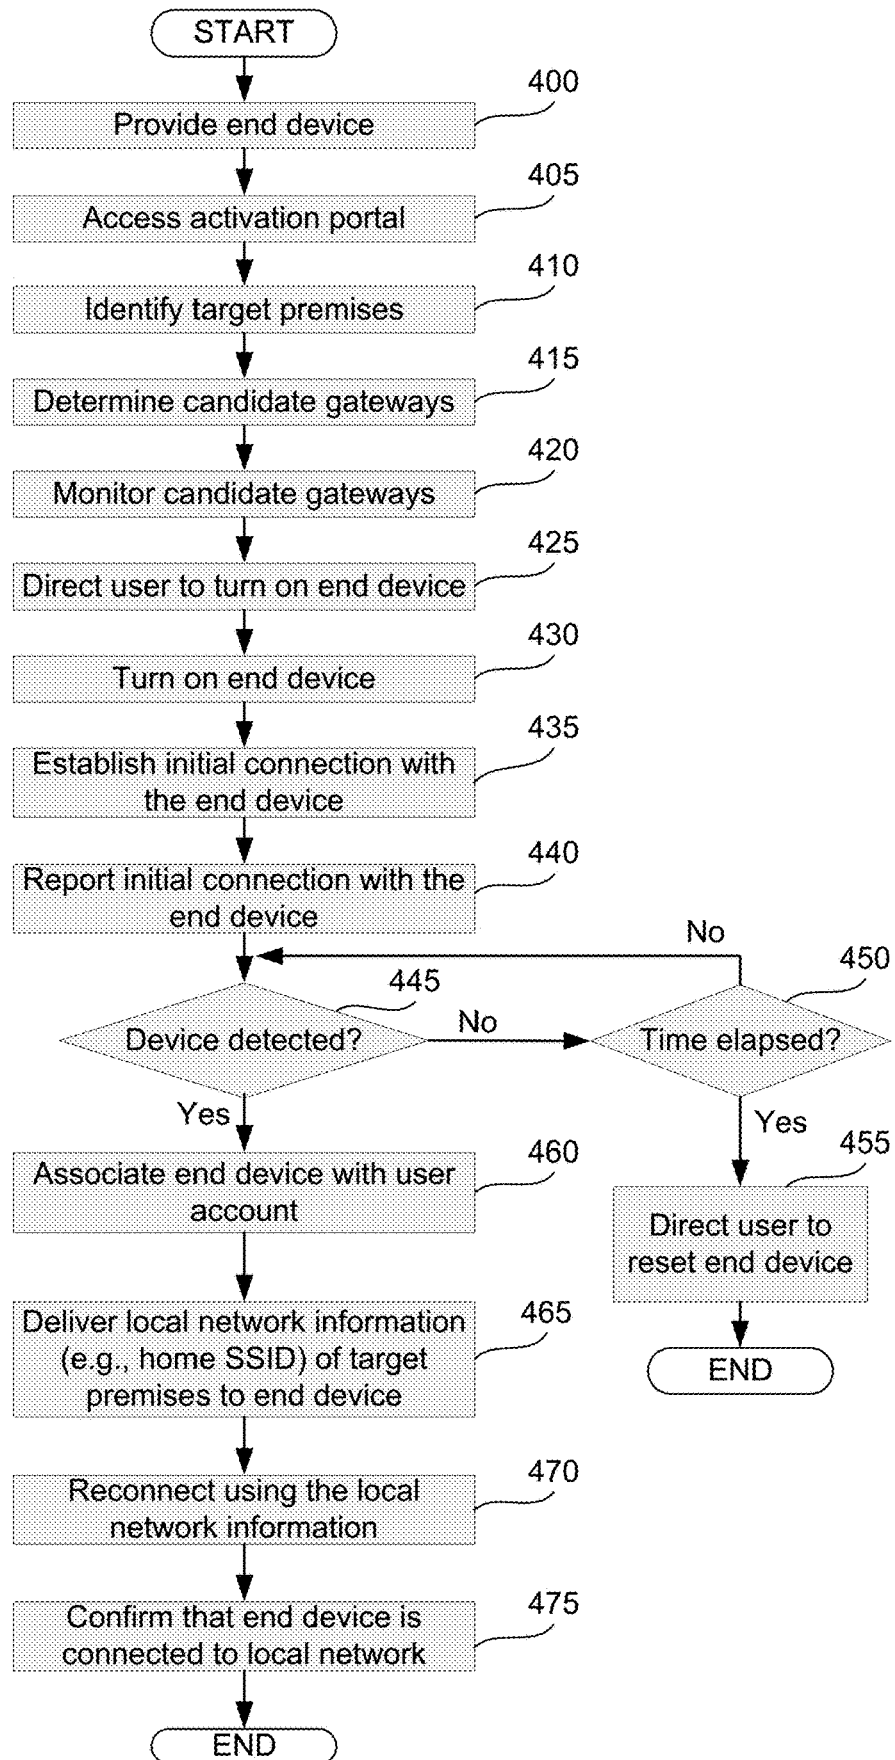 START
400
Provide end device
405
Access activation portal
410
Identify target premises
415
Determine candidate gateways
420
Monitor candidate gateways
425
Direct user to turn on end device
430
Turn on end device
435
Establish initial connection with
the end device
440
Report initial connection with the
end device
No
450
445
Device detected?
No
Time elapsed?
Yes
Yes
460
455
Associate end device with user
account
Direct user to
reset end device
465
Deliver local network information
(e.g., home SSID) of target
premises to end device
END
470
Reconnect using the local
network information
475
Confirm that end device is
connected to local network
END